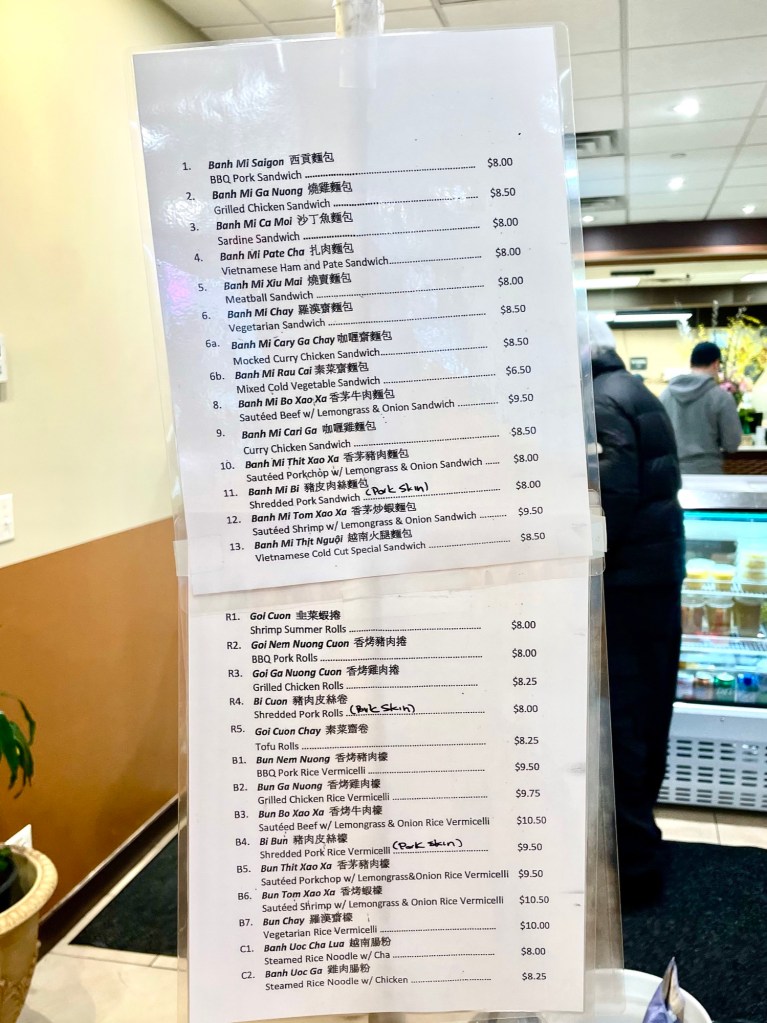 1. Banh Mi Saigon 西貢麵包
BBQ Pork Sandwich $8.00
2. Banh Mi Ga Nuong 燒雞麵包
Grilled Chicken Sandwich $8.50
3. Banh Mi Ca Moi 沙丁魚麵包
Sardine Sandwich $8.00
4. Banh Mi Pate Cha 扎肉麵包
Vietnamese Ham and Pate Sandwich $8.00
5. Banh Mi Xiu Mai 燒賣麵包
Meatball Sandwich $8.00
6. Banh Mi Chay 羅漢齋麵包
Vegetarian Sandwich $8.50
6a. Banh Mi Cary Ga Chay 咖喱齋麵包
Mocked Curry Chicken Sandwich $8.50
6b. Banh Mi Rau Cai 素菜齋麵包
Mixed Cold Vegetable Sandwich $6.50
8. Banh Mi Bo Xao Xa 香茅牛肉麵包
Sautéed Beef w/ Lemongrass & Onion Sandwich $9.50
9. Banh Mi Cari Ga 咖喱雞麵包
Curry Chicken Sandwich $8.50
10. Banh Mi Thit Xao Xa 香茅豬肉麵包
Sautéed Porkchop w/ Lemongrass & Onion Sandwich $8.00
11. Banh Mi Bi 豬皮肉絲麵包
Shredded Pork Sandwich (Pork Skin) $8.00
12. Banh Mi Tom Xao Xa 香茅炒蝦麵包
Sautéed Shrimp w/ Lemongrass & Onion Sandwich $9.50
13. Banh Mi Thịt Nguội 越南火腿麵包
Vietnamese Cold Cut Special Sandwich $8.50
R1. Goi Cuon 韭菜蝦捲
Shrimp Summer Rolls $8.00
R2. Goi Nem Nuong Cuon 香烤豬肉捲
BBQ Pork Rolls $8.00
R3. Goi Ga Nuong Cuon 香烤雞肉捲
Grilled Chicken Rolls $8.25
R4. Bi Cuon 豬肉皮絲卷
Shredded Pork Rolls (Pork Skin) $8.00
R5. Goi Cuon Chay 素菜齋卷
Tofu Rolls $8.25
B1. Bun Nem Nuong 香烤豬肉檬
BBQ Pork Rice Vermicelli $9.50
B2. Bun Ga Nuong 香烤雞肉檬
Grilled Chicken Rice Vermicelli $9.75
B3. Bun Bo Xao Xa 香烤牛肉檬
Sautéed Beef w/ Lemongrass & Onion Rice Vermicelli $10.50
B4. Bi Bun 豬肉皮絲檬
Shredded Pork Rice Vermicelli (Pork Skin) $9.50
B5. Bun Thit Xao Xa 香茅豬肉檬
Sautéed Porkchop w/ Lemongrass&Onion Rice Vermicelli $9.50
B6. Bun Tom Xao Xa 香烤蝦檬
Sautéed Shrimp w/ Lemongrass & Onion Rice Vermicelli $10.50
B7. Bun Chay 羅漢齋檬
Vegetarian Rice Vermicelli $10.00
C1. Banh Uoc Cha Lua 越南腸粉
Steamed Rice Noodle w/ Cha $8.00
C2. Banh Uoc Ga 雞肉腸粉
Steamed Rice Noodle w/ Chicken $8.25